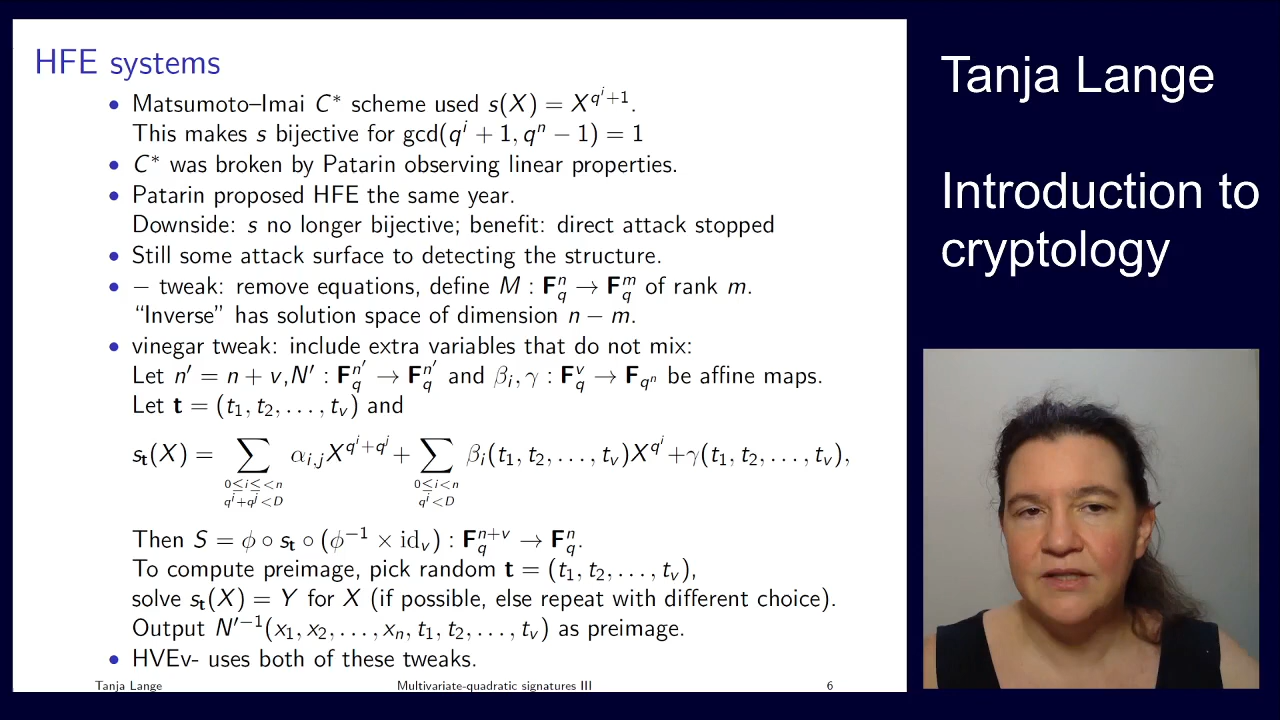 HFE systems
• Matsumoto–Imai C* scheme used s(X) = X^{q^i+1}.
This makes s bijective for gcd(q^i + 1, q^n − 1) = 1
• C* was broken by Patarin observing linear properties.
• Patarin proposed HFE the same year.
Downside: s no longer bijective; benefit: direct attack stopped
• Still some attack surface to detecting the structure.
• − tweak: remove equations, define M : F_q^n → F_q^m of rank m.
“Inverse” has solution space of dimension n − m.
• vinegar tweak: include extra variables that do not mix:
Let n′ = n + v,N′ : F_q^{n′} → F_q^{n′} and β_i, γ : F_q^v → F_{q^n} be affine maps.
Let t = (t_1, t_2, . . . , t_v) and
s_t(X) = ∑ α_{i,j}X^{q^i+q^j} + ∑ β_i(t_1, t_2, . . . , t_v)X^{q^i} +γ(t_1, t_2, . . . , t_v),
0≤i≤<n 0≤i<n
q^i+q^j<D q^i<D
Then S = ϕ ∘ s_t ∘ (ϕ^{−1} × id_v) : F_q^{n+v} → F_q^n.
To compute preimage, pick random t = (t_1, t_2, . . . , t_v),
solve s_t(X) = Y for X (if possible, else repeat with different choice).
Output N′^{−1}(x_1, x_2, . . . , x_n, t_1, t_2, . . . , t_v) as preimage.
• HVEv- uses both of these tweaks.
Tanja Lange Multivariate-quadratic signatures III 6
Tanja Lange
Introduction to
cryptology